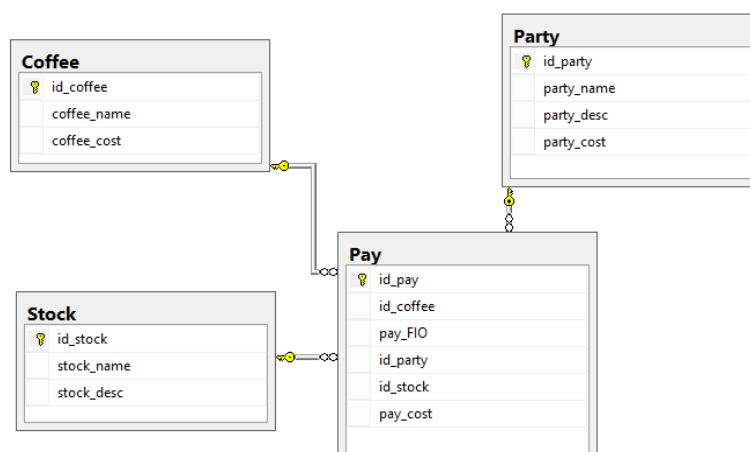 Coffee
id_coffee
coffee_name
coffee_cost
Party
id_party
party_name
party_desc
party_cost
Stock
id_stock
stock_name
stock_desc
Pay
id_pay
id_coffee
pay_FIO
id_party
id_stock
pay_cost